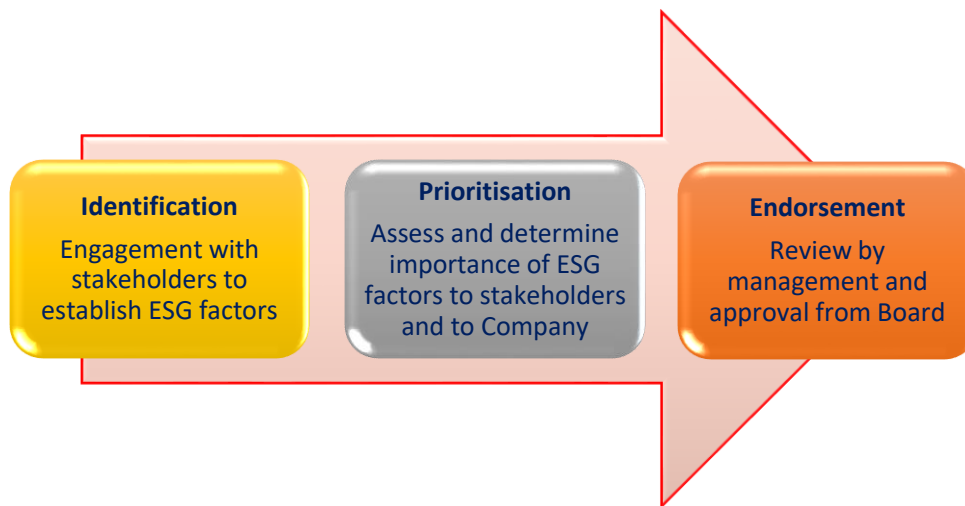 Identification
Engagement with
stakeholders to
establish ESG factors
Prioritisation
Assess and determine
importance of ESG
factors to stakeholders
and to Company
Endorsement
Review by
management and
approval from Board